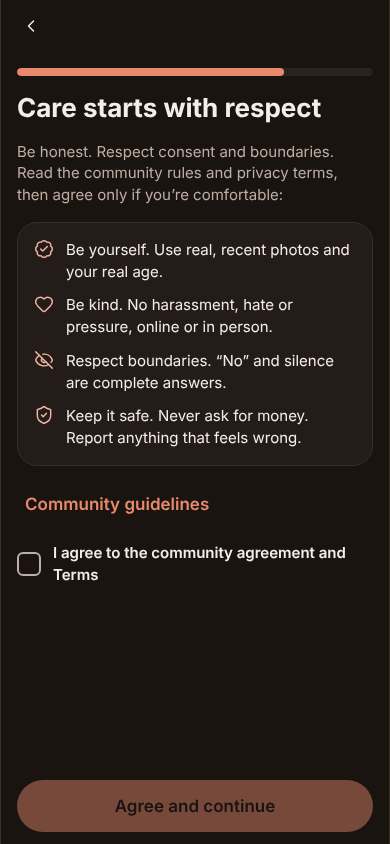 Care starts with respect
Be honest. Respect consent and boundaries.
Read the community rules and privacy terms,
then agree only if you’re comfortable:
Be yourself. Use real, recent photos and
your real age.
Be kind. No harassment, hate or
pressure, online or in person.
Respect boundaries. “No” and silence
are complete answers.
Keep it safe. Never ask for money.
Report anything that feels wrong.
Community guidelines
I agree to the community agreement and
Terms
Agree and continue